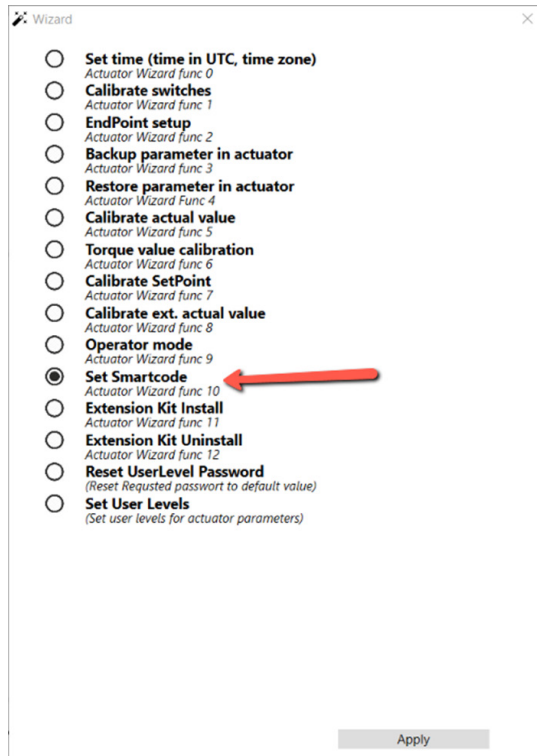 Wizard
Set time (time in UTC, time zone)
Actuator Wizard func 0
Calibrate switches
Actuator Wizard func 1
EndPoint setup
Actuator Wizard func 2
Backup parameter in actuator
Actuator Wizard func 3
Restore parameter in actuator
Actuator Wizard Func 4
Calibrate actual value
Actuator Wizard func 5
Torque value calibration
Actuator Wizard func 6
Calibrate SetPoint
Actuator Wizard func 7
Calibrate ext. actual value
Actuator Wizard func 8
Operator mode
Actuator Wizard func 9
Set Smartcode
Actuator Wizard func 10
Extension Kit Install
Actuator Wizard func 11
Extension Kit Uninstall
Actuator Wizard func 12
Reset UserLevel Password
(Reset Requsted passwort to default value)
Set User Levels
(Set user levels for actuator parameters)
Apply